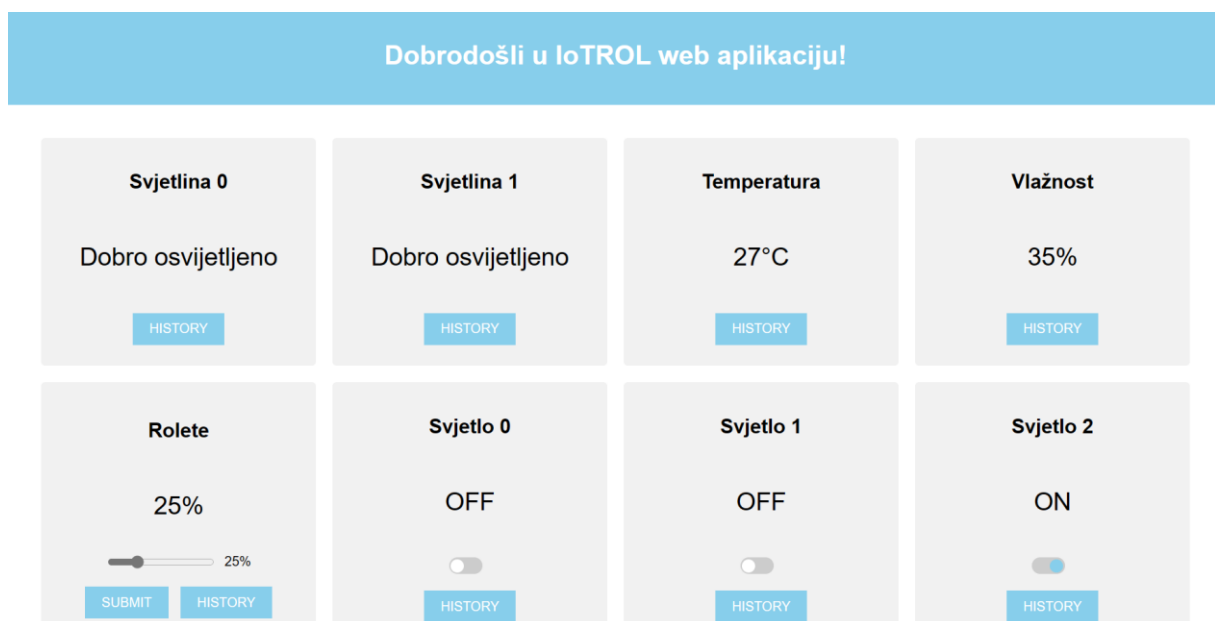 Dobrodošli u IoTROL web aplikaciju!
Svjetlina 0
Svjetlina 1
Temperatura
Vlažnost
Dobro osvijetljeno
Dobro osvijetljeno
27°C
35%
HISTORY
HISTORY
HISTORY
HISTORY
Rolete
Svjetlo 0
Svjetlo 1
Svjetlo 2
25%
OFF
OFF
ON
25%
SUBMIT
HISTORY
HISTORY
HISTORY
HISTORY